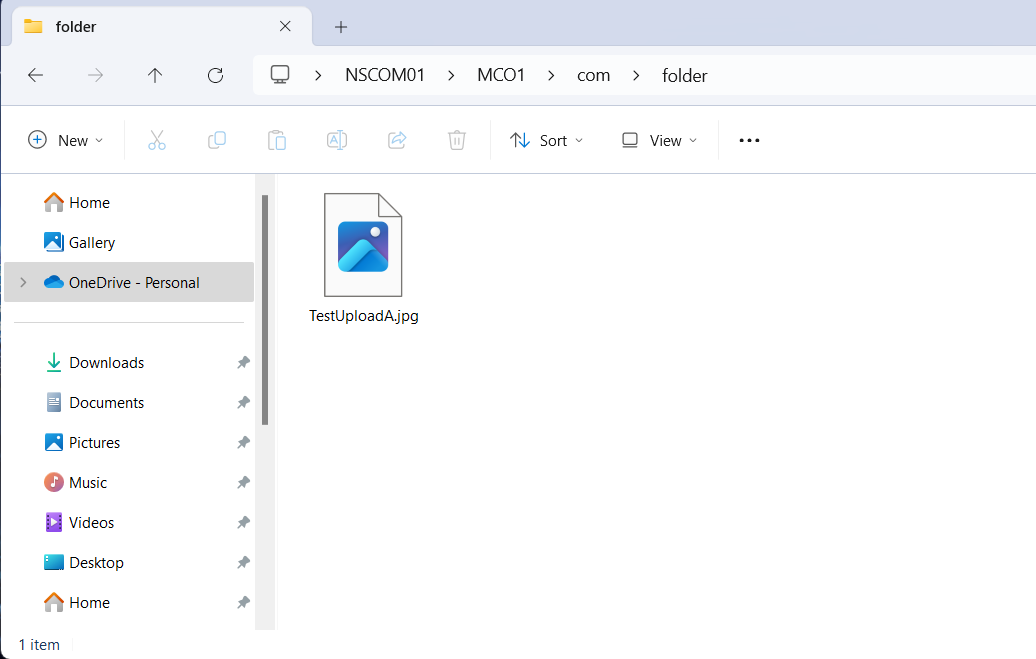 folder
NSCOM01 > MCO1 > com > folder
New Sort View
Home
Gallery
OneDrive - Personal
TestUploadA.jpg
Downloads
Documents
Pictures
Music
Videos
Desktop
Home
1 item